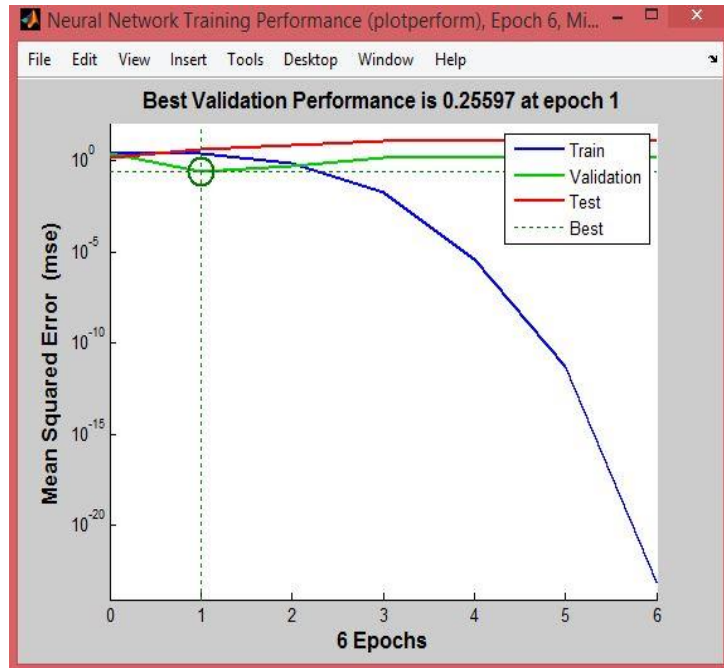 Neural Network Training Performance (plotperform), Epoch 6, Mi...
File Edit View Insert Tools Desktop Window Help
Best Validation Performance is 0.25597 at epoch 1
Mean Squared Error (mse)
10^0
10^-5
10^-10
10^-15
10^-20
Train
Validation
Test
Best
0 1 2 3 4 5 6
6 Epochs